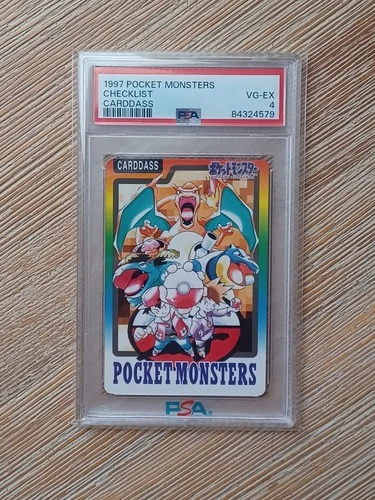 1997 POCKET MONSTERS
CHECKLIST VG-EX
CARDDASS 4
PSA 84324579
CARDDASS
ポケットモンスター
POCKET MONSTERS
PSA